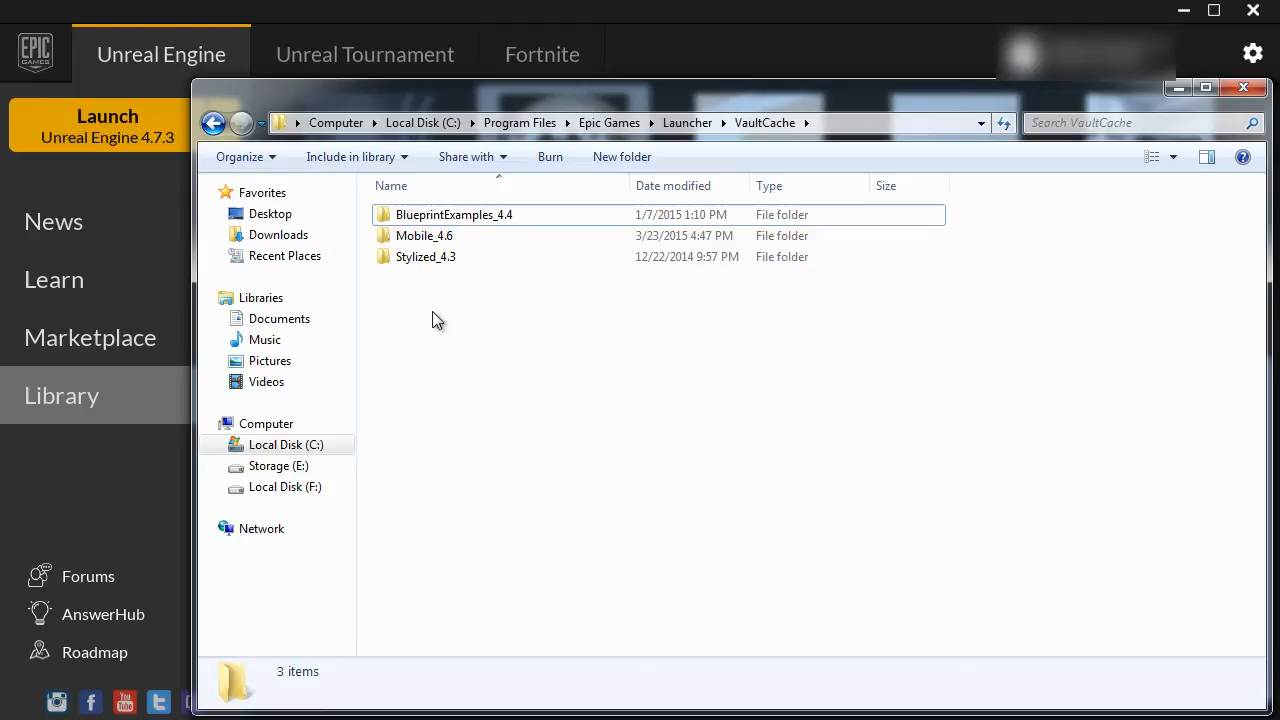 EPIC GAMES
Unreal Engine
Unreal Tournament
Fortnite
Launch
Unreal Engine 4.7.3
News
Learn
Marketplace
Library
Forums
AnswerHub
Roadmap
You Tube
Computer Local Disk (C:) Program Files Epic Games Launcher VaultCache
Search VaultCache
Organize Include in library Share with Burn New folder
Favorites
Desktop
Downloads
Recent Places
Libraries
Documents
Music
Pictures
Videos
Computer
Local Disk (C:)
Storage (E:)
Local Disk (F:)
Network
Name Date modified Type Size
BlueprintExamples_4.4 1/7/2015 1:10 PM File folder
Mobile_4.6 3/23/2015 4:47 PM File folder
Stylized_4.3 12/22/2014 9:57 PM File folder
3 items